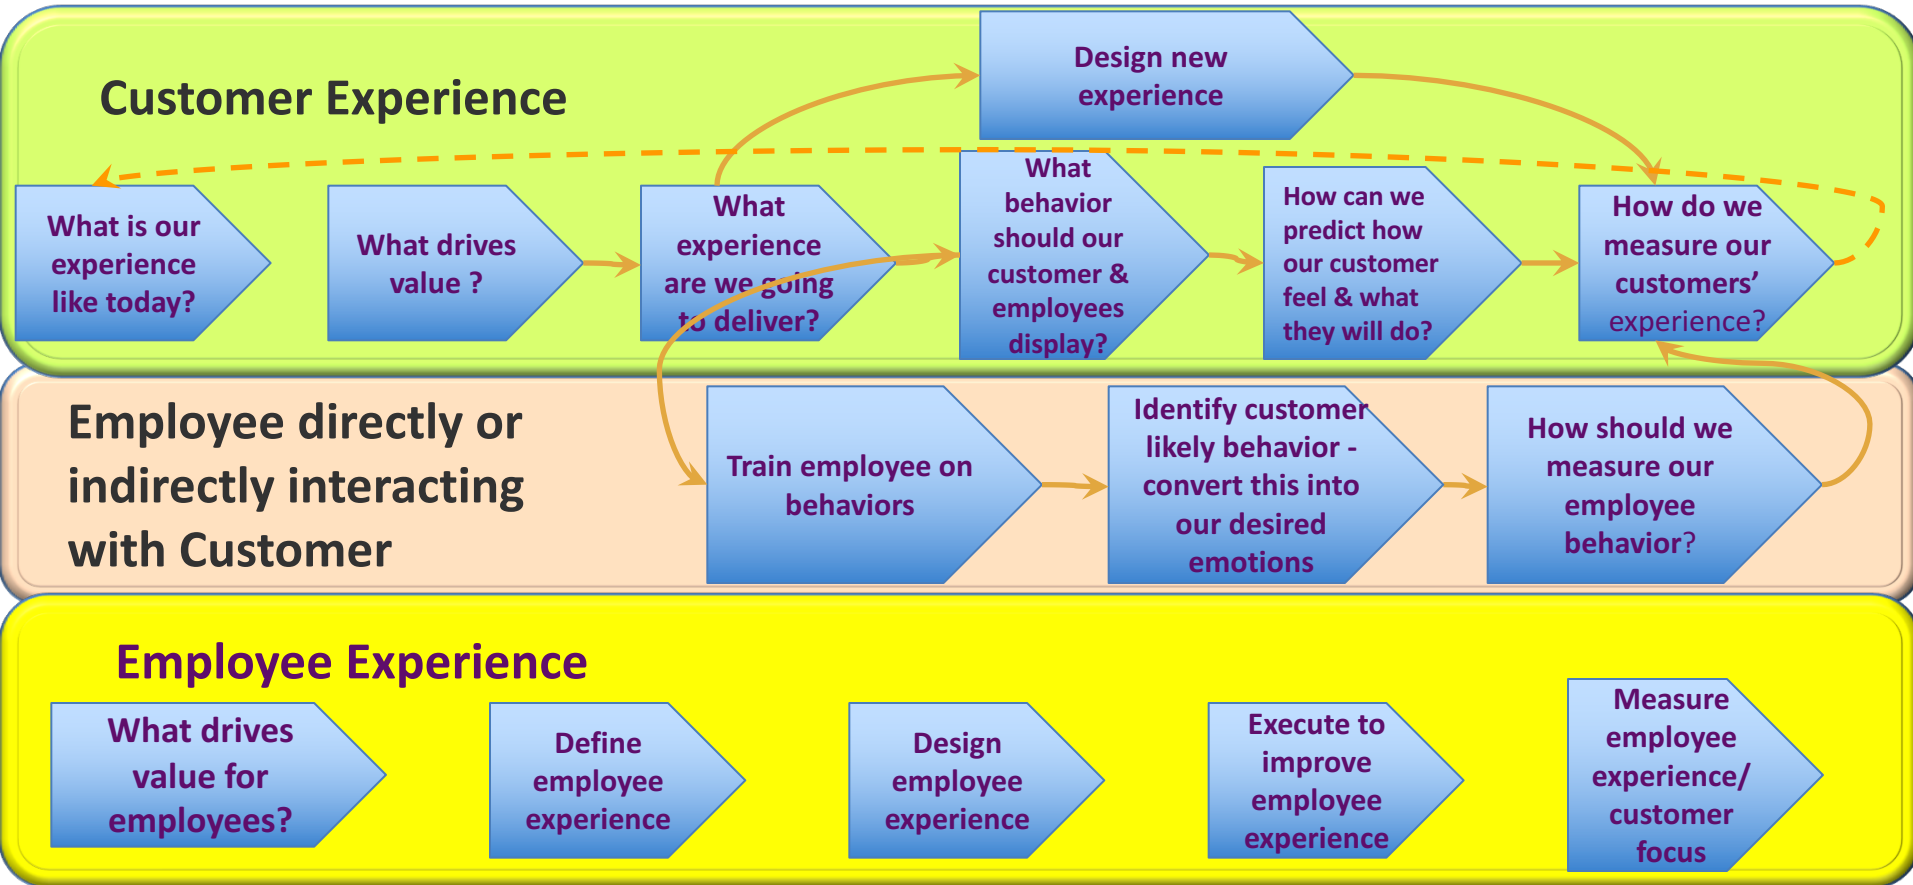 Customer Experience
Design new
experience
What is our
experience
like today?
What drives
value ?
What
experience
are we going
to deliver?
What
behavior
should our
customer &
employees
display?
How can we
predict how
our customer
feel & what
they will do?
How do we
measure our
customers’
experience?
Employee directly or
indirectly interacting
with Customer
Train employee on
behaviors
Identify customer
likely behavior -
convert this into
our desired
emotions
How should we
measure our
employee
behavior?
Employee Experience
What drives
value for
employees?
Define
employee
experience
Design
employee
experience
Execute to
improve
employee
experience
Measure
employee
experience/
customer
focus